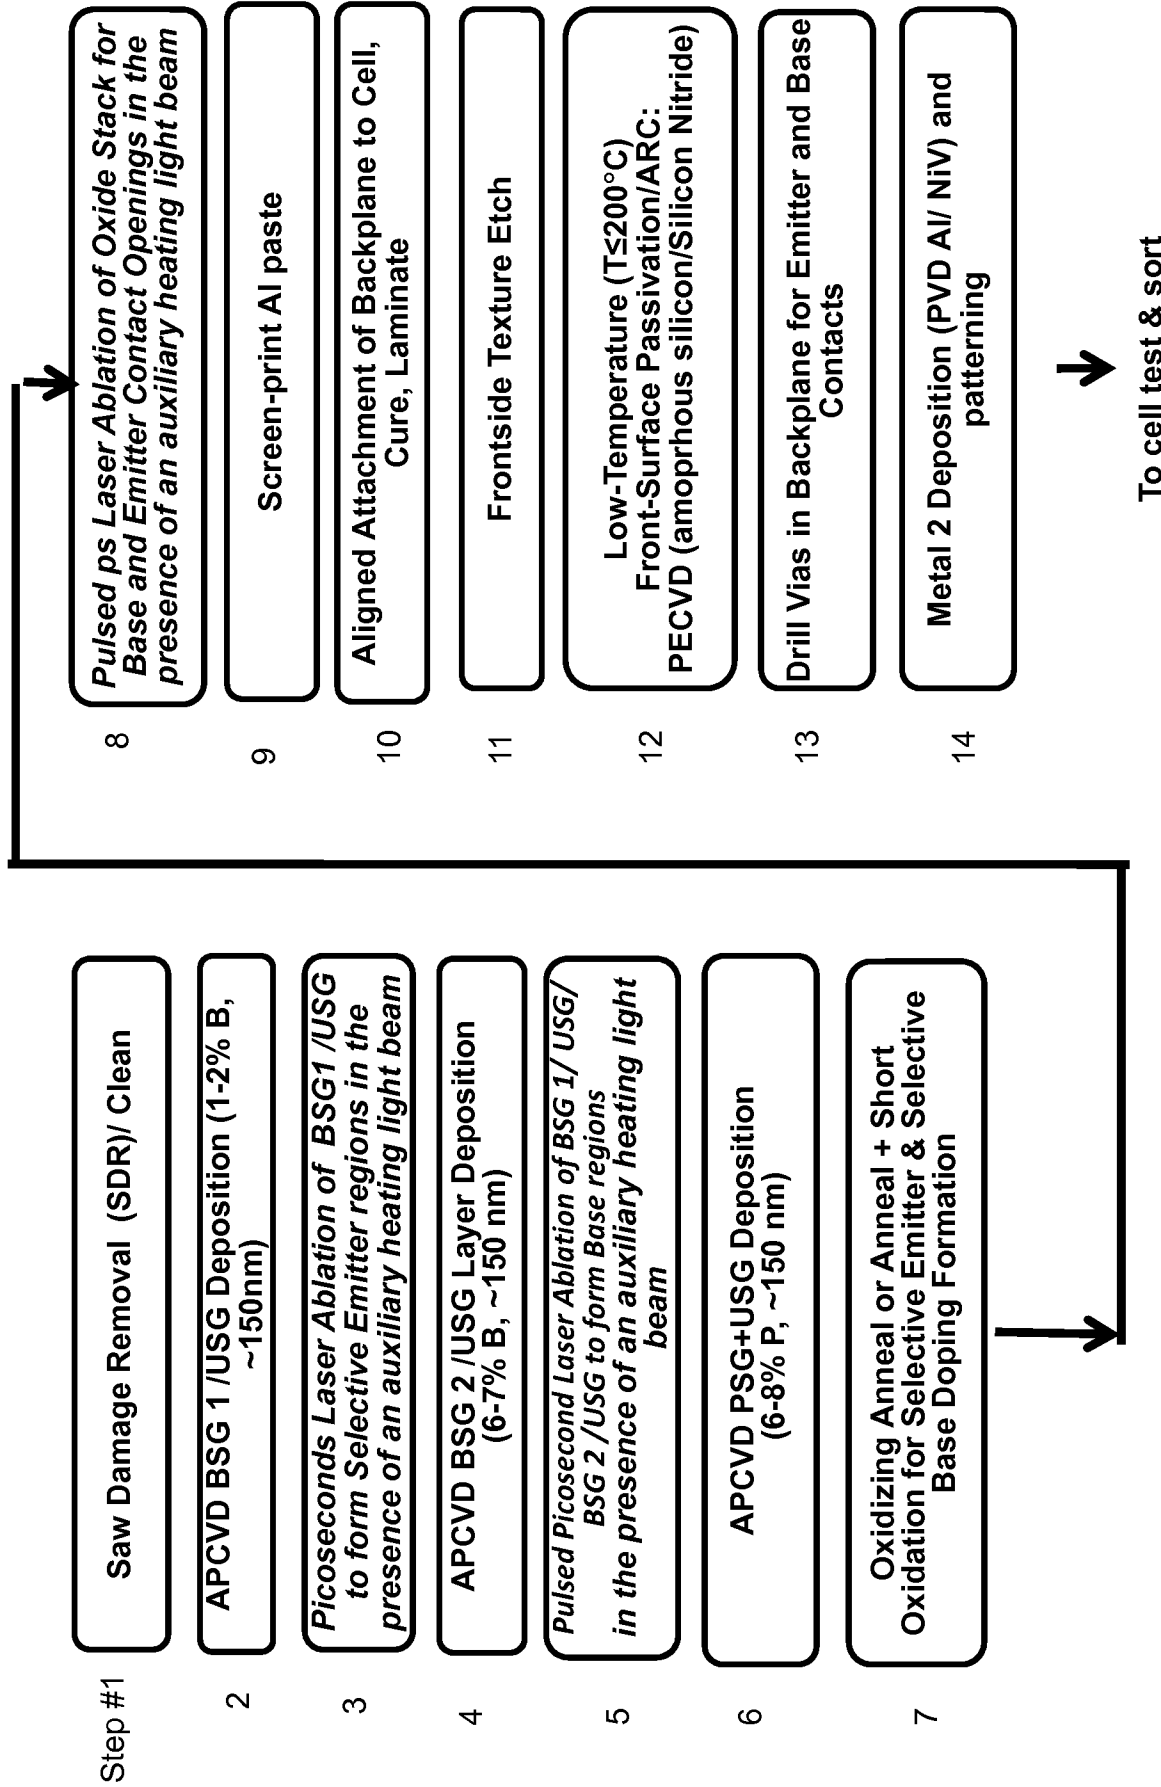 Step #1
Saw Damage Removal (SDR)/ Clean
2
APCVD BSG 1 /USG Deposition (1-2% B,
~150nm)
3
Picoseconds Laser Ablation of BSG1 /USG
to form Selective Emitter regions in the
presence of an auxiliary heating light beam
4
APCVD BSG 2 /USG Layer Deposition
(6-7% B, ~150 nm)
5
Pulsed Picosecond Laser Ablation of BSG 1/ USG/
BSG 2 /USG to form Base regions
in the presence of an auxiliary heating light
beam
6
APCVD PSG+USG Deposition
(6-8% P, ~150 nm)
7
Oxidizing Anneal or Anneal + Short
Oxidation for Selective Emitter & Selective
Base Doping Formation
8
Pulsed ps Laser Ablation of Oxide Stack for
Base and Emitter Contact Openings in the
presence of an auxiliary heating light beam
9
Screen-print Al paste
10
Aligned Attachment of Backplane to Cell,
Cure, Laminate
11
Frontside Texture Etch
12
Low-Temperature (T≤200°C)
Front-Surface Passivation/ARC:
PECVD (amoprhous silicon/Silicon Nitride)
13
Drill Vias in Backplane for Emitter and Base
Contacts
14
Metal 2 Deposition (PVD Al/ NiV) and
patterning
To cell test & sort